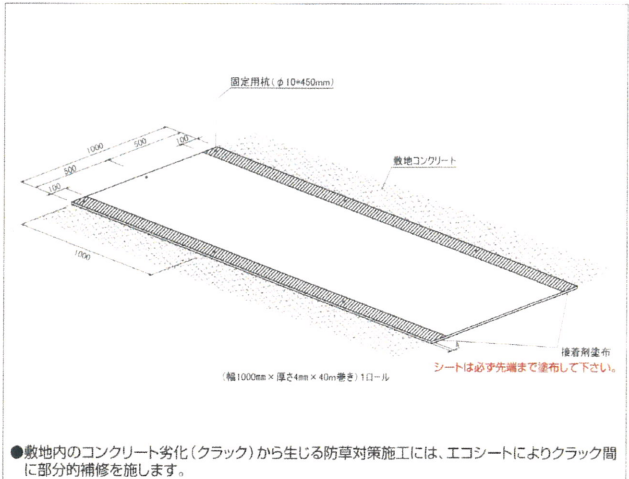 固定用杭(φ10*450mm)
1000
500
500
100
100
敷地コンクリート
1000
接着剤塗布
シートは必ず先端まで塗布して下さい。
(幅1000mm×厚さ4mm×40m巻き)1ロール
●敷地内のコンクリート劣化(クラック)から生じる防草対策施工には、エコシートによりクラック間
に部分的補修を施します。